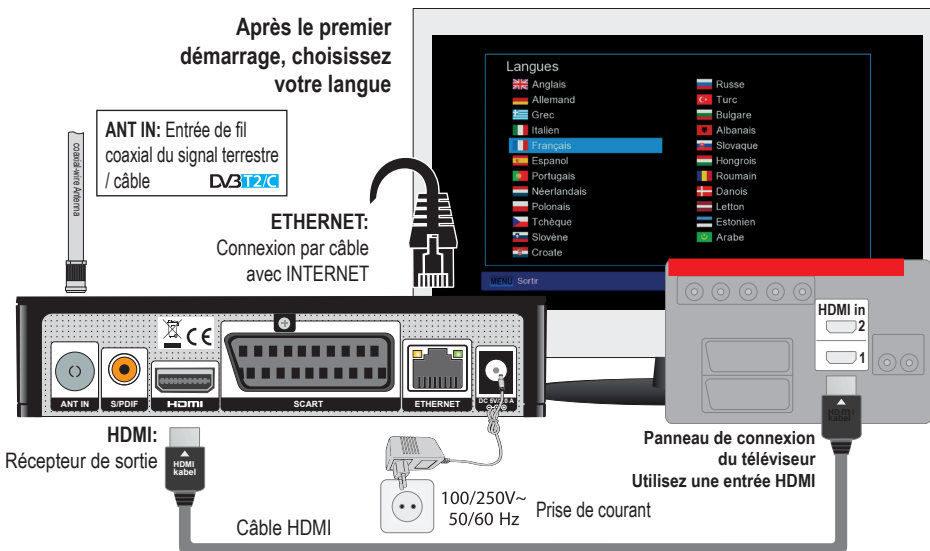 Après le premier
démarrage, choisissez
votre langue
ANT IN: Entrée de fil
coaxial du signal terrestre
/ câble DVB T2/C
coaxial-wire Antenna
ETHERNET:
Connexion par câble
avec INTERNET
Langues
Anglais
Allemand
Grec
Italien
Français
Espanol
Portugais
Néerlandais
Polonais
Tchèque
Slovène
Croate
Russe
Turc
Bulgare
Albanais
Slovaque
Hongrois
Roumain
Danois
Letton
Estonien
Arabe
MENU Sortir
HDMI in
2
1
CE
ANT IN
S/PDIF
HDMI
SCART
ETHERNET
HDMI:
Récepteur de sortie
HDMI
kabel
Câble HDMI
100/250V~
50/60 Hz
Prise de courant
HDMI
kabel
Panneau de connexion
du téléviseur
Utilisez une entrée HDMI